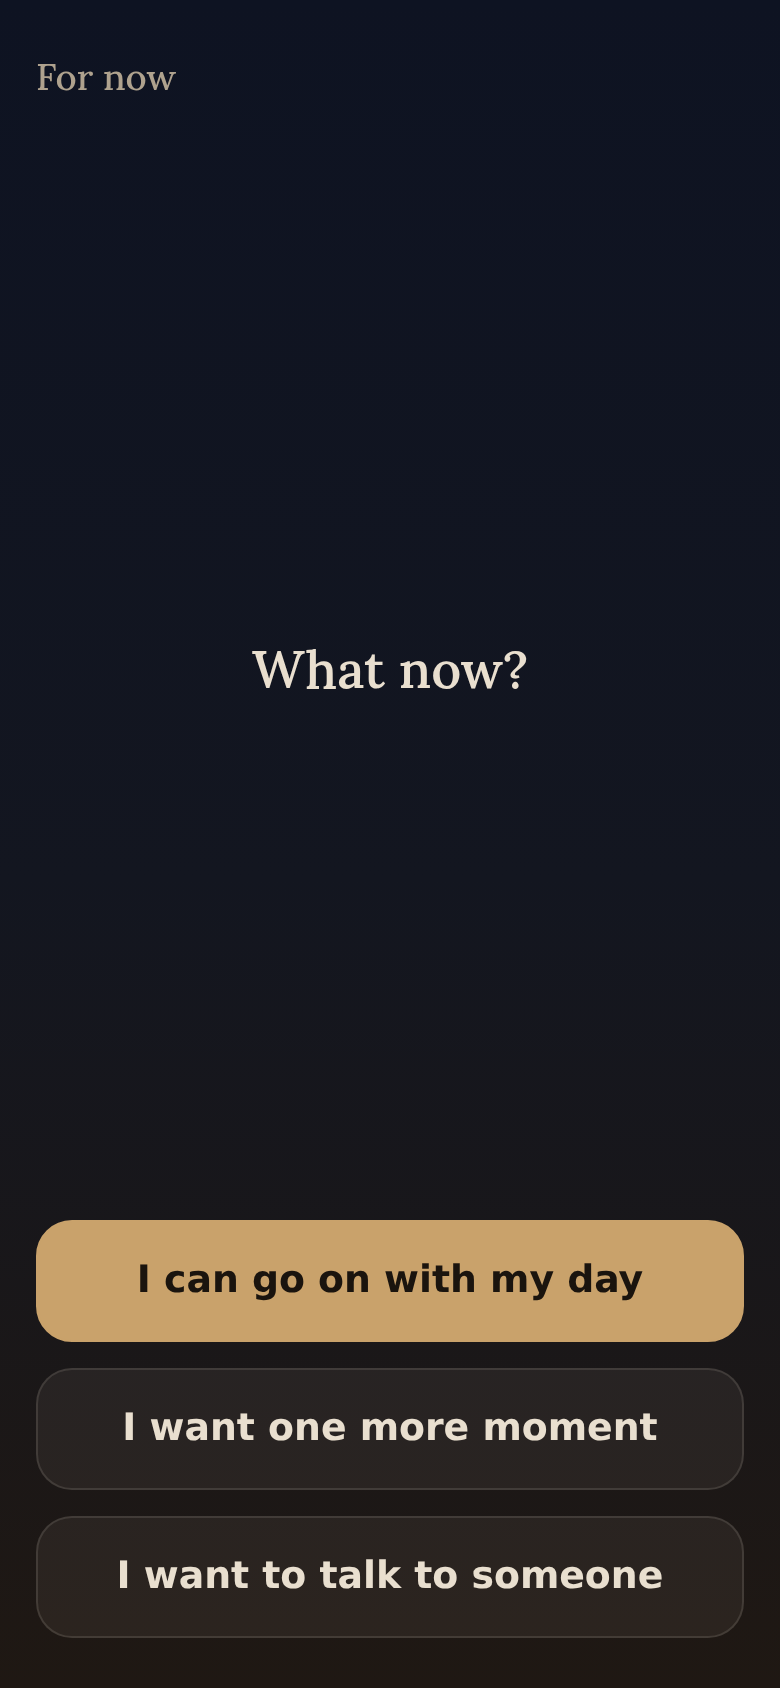 For now
What now?
I can go on with my day
I want one more moment
I want to talk to someone